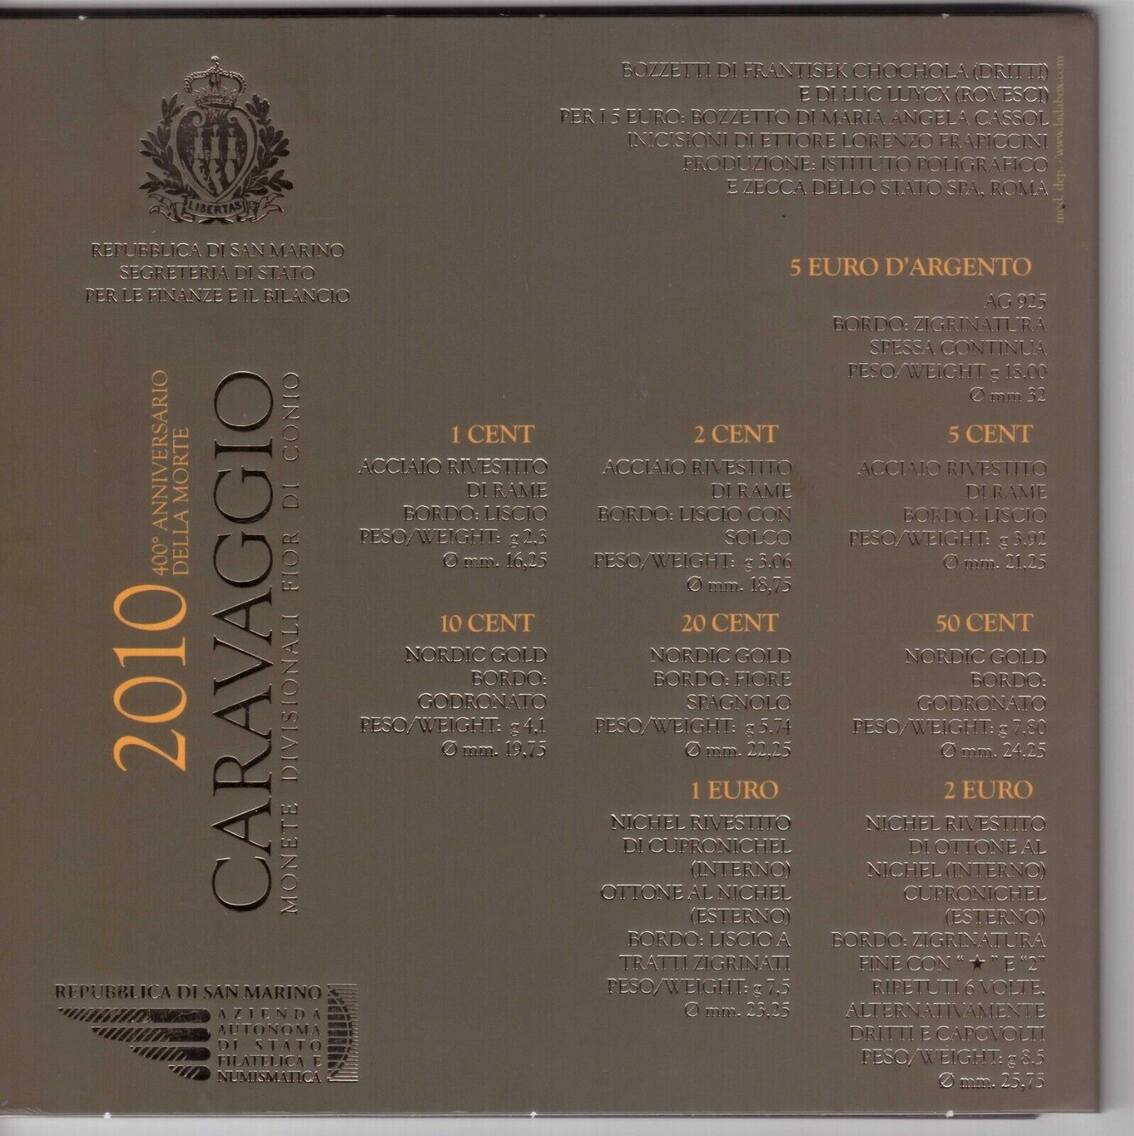 BOZZETTI DI FRANTISEK CHOCHOLA (DRITTI)
E DI LUC LUYCX (ROVESCI)
PER I 5 EURO: BOZZETTO DI MARIA ANGELA CASSOL
INICISIONI DI ETTORE LORENZO FRAPICCINI
PRODUZIONE: ISTITUTO POLIGRAFICO
E ZECCA DELLO STATO SPA, ROMA
mod. dep. - www.ladabox.com
LIBERTAS
REPUBBLICA DI SAN MARINO
SEGRETERIA DI STATO
PER LE FINANZE E IL BILANCIO
2010
400° ANNIVERSARIO
DELLA MORTE
CARAVAGGIO
MONETE DIVISIONALI FIOR DI CONIO
5 EURO D'ARGENTO
AG 925
BORDO: ZIGRINATURA
SPESSA CONTINUA
PESO/WEIGHT g 18,00
Ø mm 32
1 CENT
ACCIAIO RIVESTITO
DI RAME
BORDO: LISCIO
PESO/WEIGHT: g 2.3
Ø mm. 16,25
2 CENT
ACCIAIO RIVESTITO
DI RAME
BORDO: LISCIO CON
SOLCO
PESO/WEIGHT: g 3.06
Ø mm. 18,75
5 CENT
ACCIAIO RIVESTITO
DI RAME
BORDO: LISCIO
PESO/WEIGHT: g 3.92
Ø mm. 21,25
10 CENT
NORDIC GOLD
BORDO:
GODRONATO
PESO/WEIGHT: g 4,1
Ø mm. 19,75
20 CENT
NORDIC GOLD
BORDO: FIORE
SPAGNOLO
PESO/WEIGHT: g 5.74
Ø mm. 22,25
50 CENT
NORDIC GOLD
BORDO:
GODRONATO
PESO/WEIGHT: g 7,80
Ø mm. 24,25
1 EURO
NICHEL RIVESTITO
DI CUPRONICHEL
(INTERNO)
OTTONE AL NICHEL
(ESTERNO)
BORDO: LISCIO A
TRATTI ZIGRINATI
PESO/WEIGHT: g 7.5
Ø mm. 23,25
2 EURO
NICHEL RIVESTITO
DI OTTONE AL
NICHEL (INTERNO)
CUPRONICHEL
(ESTERNO)
BORDO: ZIGRINATURA
FINE CON "★" E "2"
RIPETUTI 6 VOLTE,
ALTERNATIVAMENTE
DRITTI E CAPOVOLTI
PESO/WEIGHT: g 8.5
Ø mm. 25,75
REPUBBLICA DI SAN MARINO
AZIENDA
AUTONOMA
DI STATO
FILATELICA E
NUMISMATICA